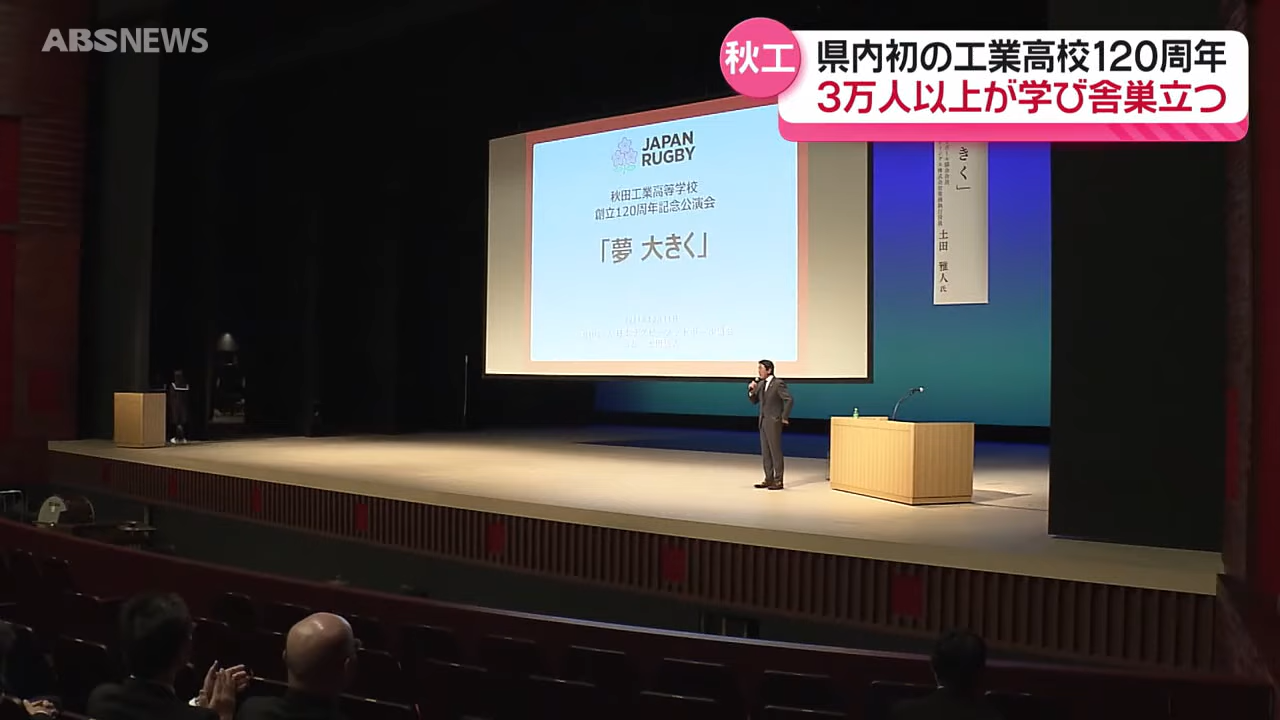 ABS NEWS
秋工
県内初の工業高校120周年
3万人以上が学び舎巣立つ
JAPAN
RUGBY
秋田工業高等学校
創立120周年記念公演会
「夢 大きく」
きく」
土田 雅人氏